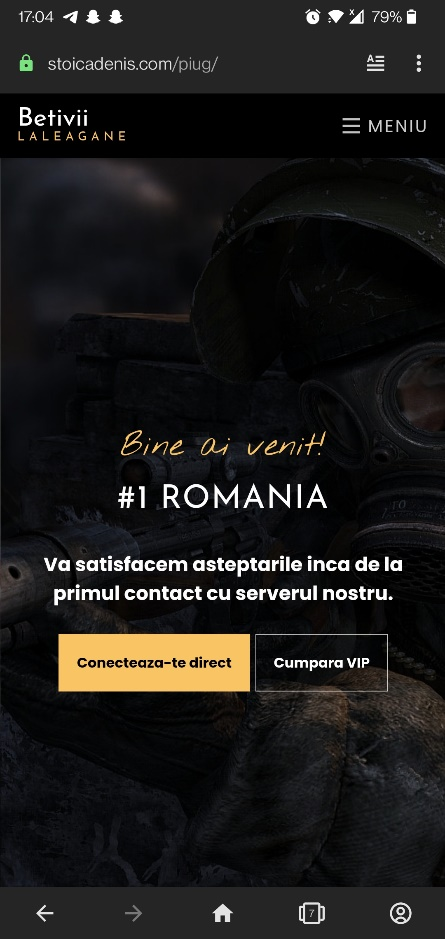 17:04
79%
stoicadenis.com/piug/
Betivii
LALEAGANE
MENIU
Bine ai venit!
#1 ROMANIA
Va satisfacem asteptarile inca de la
primul contact cu serverul nostru.
Conecteaza-te direct
Cumpara VIP
7